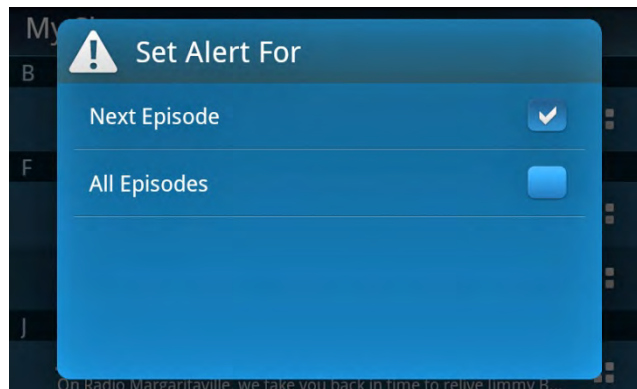 My
Set Alert For
B
Next Episode
F
All Episodes
J
On Radio Margaritaville, we take you back in time to relive Jimmy B